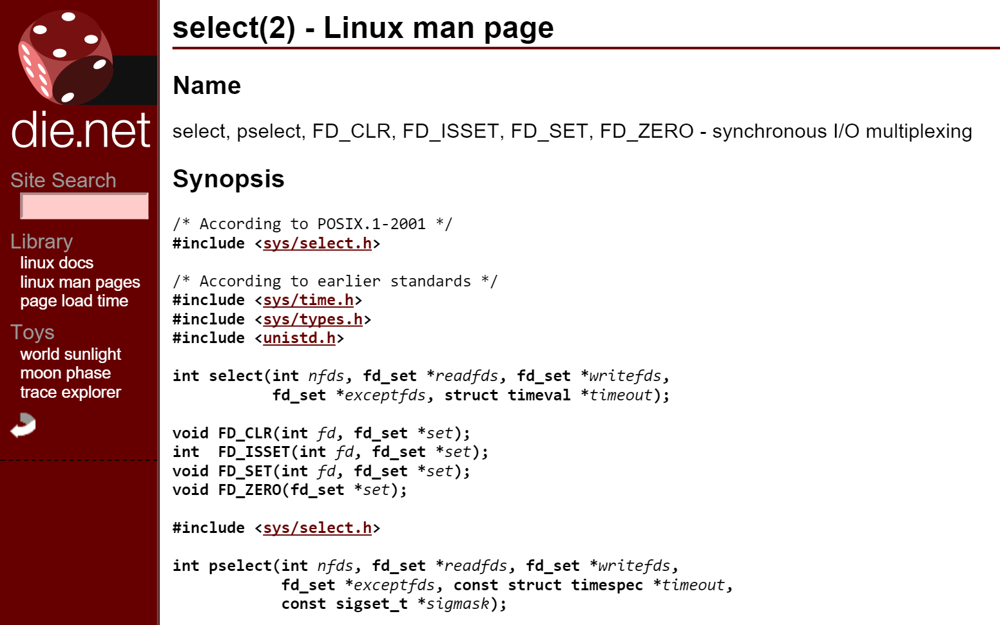 die.net
Site Search
Library
linux docs
linux man pages
page load time
Toys
world sunlight
moon phase
trace explorer
select(2) - Linux man page
Name
select, pselect, FD_CLR, FD_ISSET, FD_SET, FD_ZERO - synchronous I/O multiplexing
Synopsis
/* According to POSIX.1-2001 */
#include <sys/select.h>
/* According to earlier standards */
#include <sys/time.h>
#include <sys/types.h>
#include <unistd.h>
int select(int nfds, fd_set *readfds, fd_set *writefds,
fd_set *exceptfds, struct timeval *timeout);
void FD_CLR(int fd, fd_set *set);
int  FD_ISSET(int fd, fd_set *set);
void FD_SET(int fd, fd_set *set);
void FD_ZERO(fd_set *set);
#include <sys/select.h>
int pselect(int nfds, fd_set *readfds, fd_set *writefds,
fd_set *exceptfds, const struct timespec *timeout,
const sigset_t *sigmask);